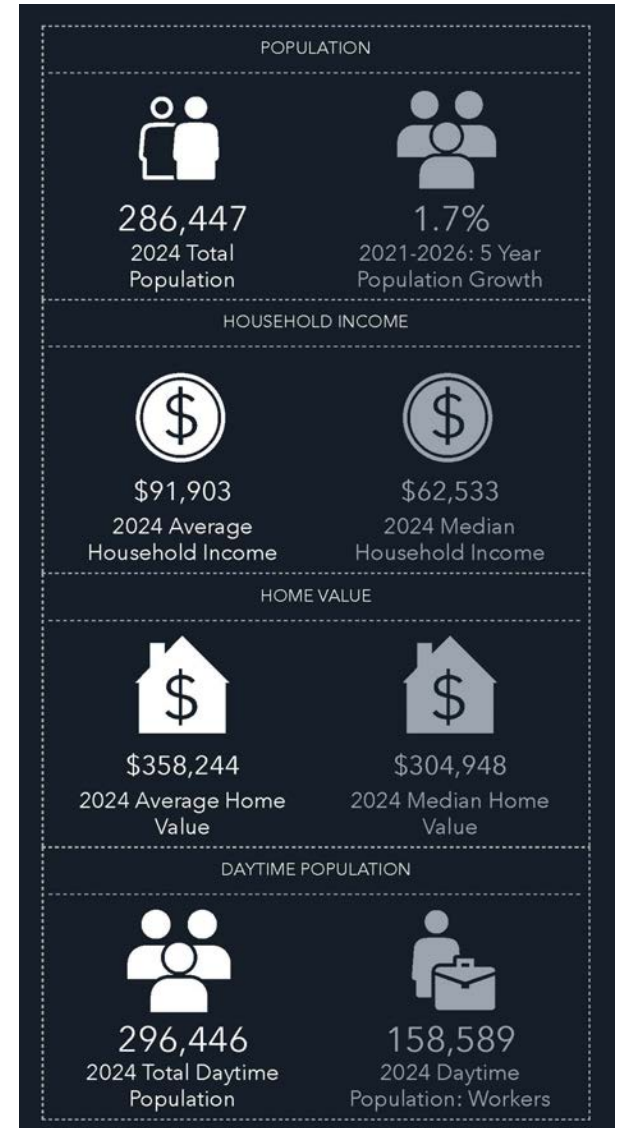 POPULATION
286,447
2024 Total
Population
1.7%
2021-2026: 5 Year
Population Growth
HOUSEHOLD INCOME
$
$91,903
2024 Average
Household Income
$
$62,533
2024 Median
Household Income
HOME VALUE
$
$358,244
2024 Average Home
Value
$
$304,948
2024 Median Home
Value
DAYTIME POPULATION
296,446
2024 Total Daytime
Population
158,589
2024 Daytime
Population: Workers